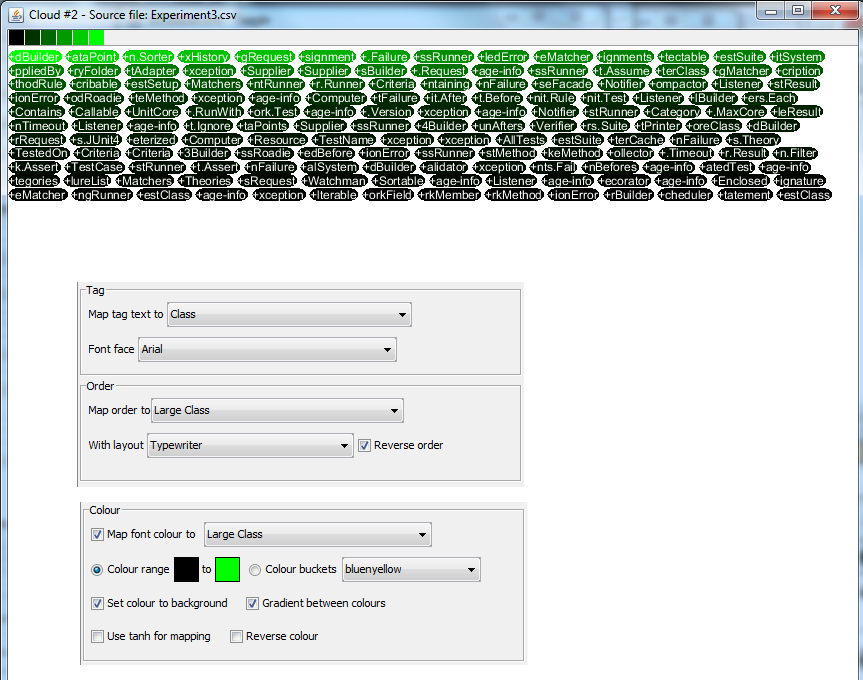 Cloud #2 - Source file: Experiment3.csv
+dBuilder +ataPoint +n.Sorter +xHistory +gRequest +signment +.Failure +ssRunner +ledError +eMatcher +ignments +tectable +estSuite +itSystem
+ppliedBy +ryFolder +tAdapter +xception +Supplier +Supplier +sBuilder +.Request +age-info +ssRunner +t.Assume +terClass +gMatcher +cription
+thodRule +cribable +estSetup +Matchers +ntRunner +r.Runner +Criteria +ntaining +nFailure +seFacade +Notifier +ompactor +Listener +stResult
+ionError +odRoadie +teMethod +xception +age-info +Computer +tFailure +it.After +t.Before +nit.Rule +nit.Test +Listener +lBuilder +ers.Each
+Contains +Callable +UnitCore +.RunWith +ork.Test +age-info +.Version +xception +age-info +Notifier +stRunner +Category +.MaxCore +leResult
+nTimeout +Listener +age-info +t.Ignore +taPoints +Supplier +ssRunner +4Builder +unAfters +Verifier +rs.Suite +tPrinter +oreClass +dBuilder
+rRequest +s.JUnit4 +eterized +Computer +Resource +TestName +xception +xception +AllTests +estSuite +terCache +nFailure +s.Theory
+TestedOn +Criteria +Criteria +3Builder +ssRoadie +edBefore +ionError +ssRunner +stMethod +keMethod +ollector +.Timeout +r.Result +n.Filter
+k.Assert +TestCase +stRunner +t.Assert +nFailure +alSystem +dBuilder +alidator +xception +nts.Fail +nBefores +age-info +atedTest +age-info
+tegories +lureList +Matchers +Theories +sRequest +Watchman +Sortable +age-info +Listener +age-info +ecorator +age-info +Enclosed +ignature
+eMatcher +ngRunner +estClass +age-info +xception +Iterable +orkField +rkMember +rkMethod +ionError +rBuilder +cheduler +tatement +estClass
Tag
Map tag text to Class
Font face Arial
Order
Map order to Large Class
With layout Typewriter Reverse order
Colour
Map font colour to Large Class
Colour range to Colour buckets bluenyellow
Set colour to background Gradient between colours
Use tanh for mapping Reverse colour